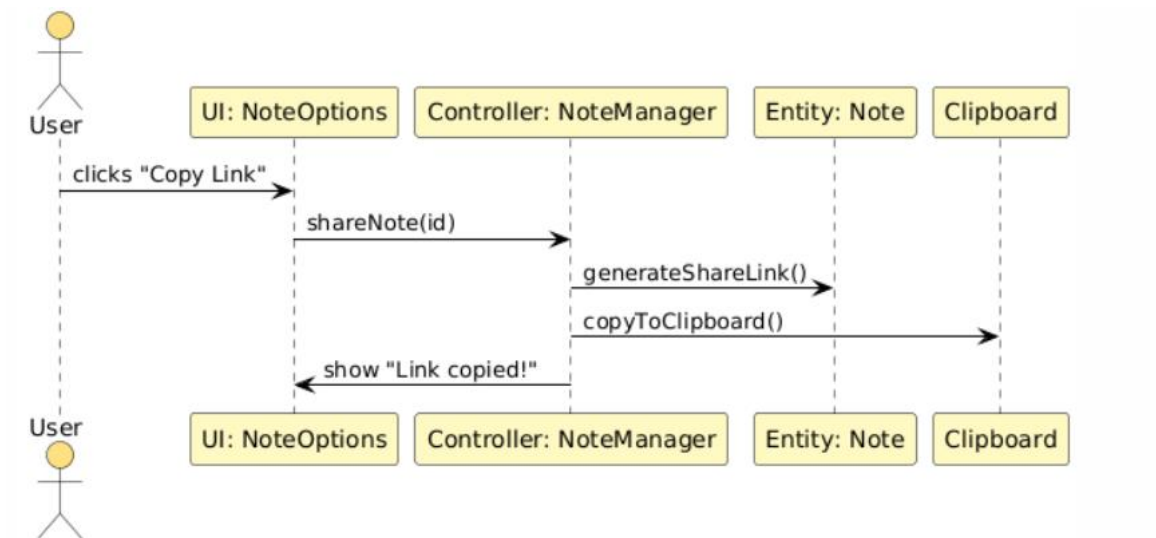 User
UI: NoteOptions
Controller: NoteManager
Entity: Note
Clipboard
clicks "Copy Link"
shareNote(id)
generateShareLink()
copyToClipboard()
show "Link copied!"
User
UI: NoteOptions
Controller: NoteManager
Entity: Note
Clipboard